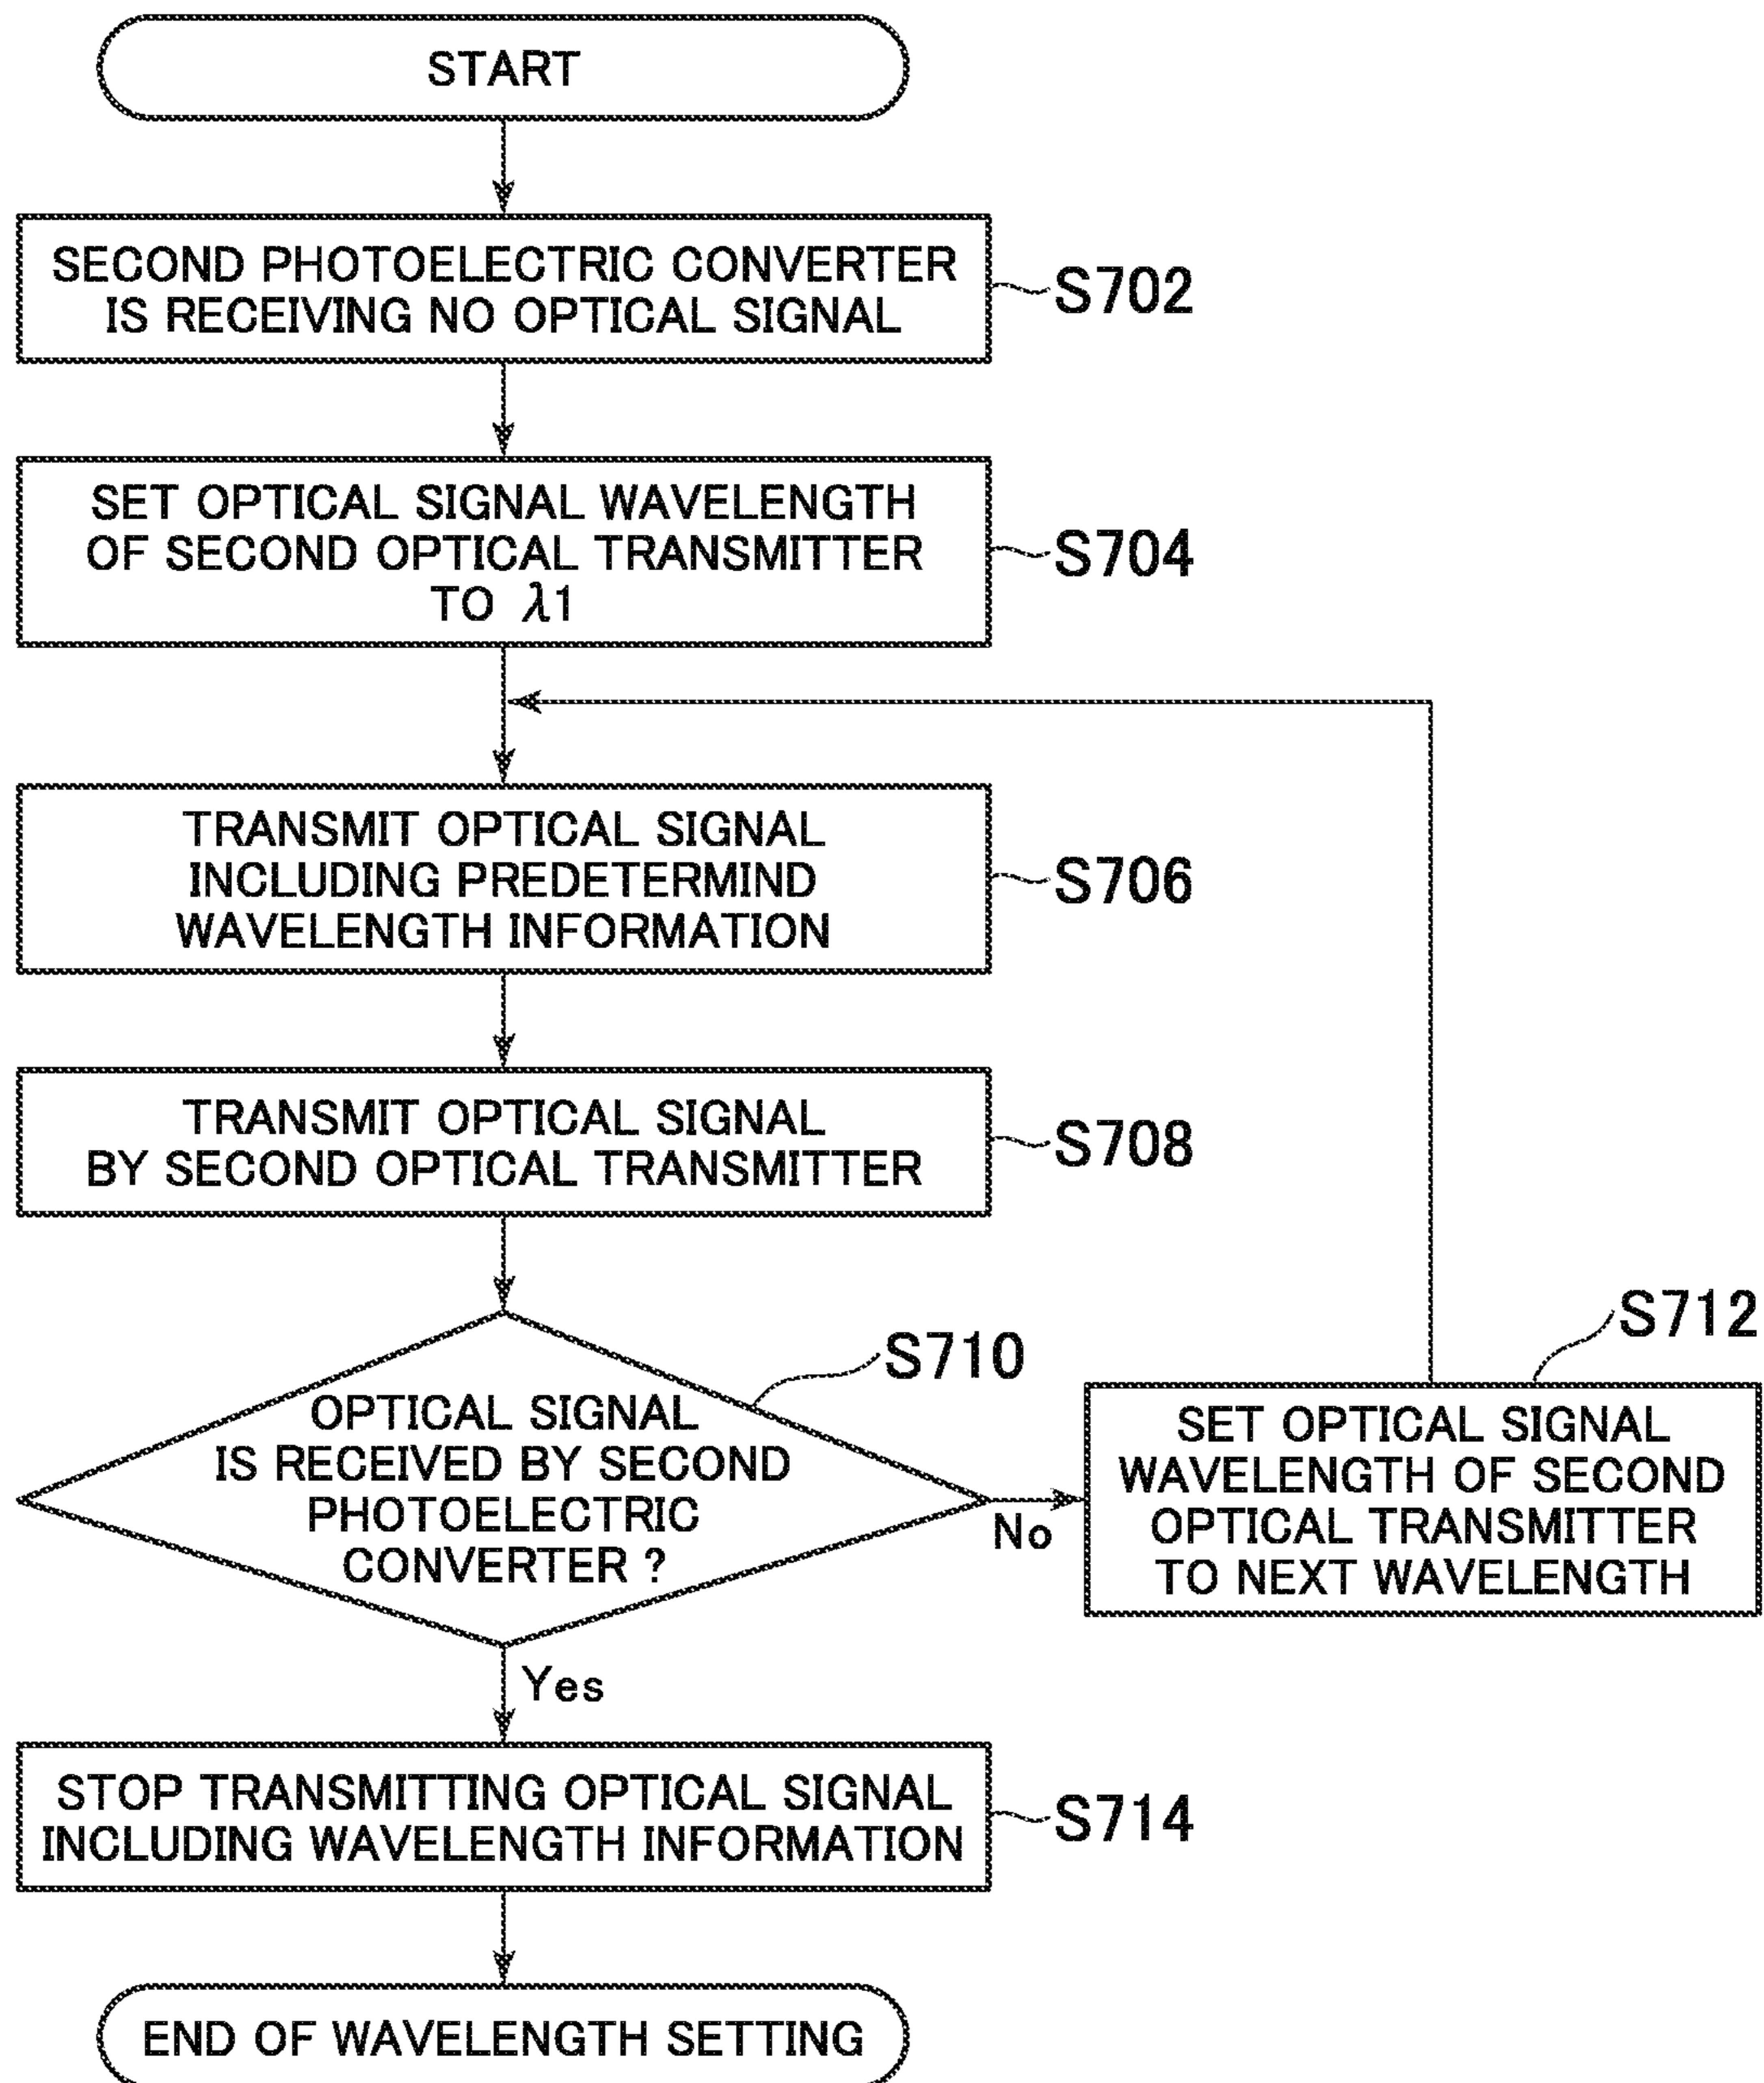 START
SECOND PHOTOELECTRIC CONVERTER
IS RECEIVING NO OPTICAL SIGNAL
S702
SET OPTICAL SIGNAL WAVELENGTH
OF SECOND OPTICAL TRANSMITTER
TO λ1
S704
TRANSMIT OPTICAL SIGNAL
INCLUDING PREDETERMIND
WAVELENGTH INFORMATION
S706
TRANSMIT OPTICAL SIGNAL
BY SECOND OPTICAL TRANSMITTER
S708
OPTICAL SIGNAL
IS RECEIVED BY SECOND
PHOTOELECTRIC
CONVERTER ?
S710
No
SET OPTICAL SIGNAL
WAVELENGTH OF SECOND
OPTICAL TRANSMITTER
TO NEXT WAVELENGTH
S712
Yes
STOP TRANSMITTING OPTICAL SIGNAL
INCLUDING WAVELENGTH INFORMATION
S714
END OF WAVELENGTH SETTING